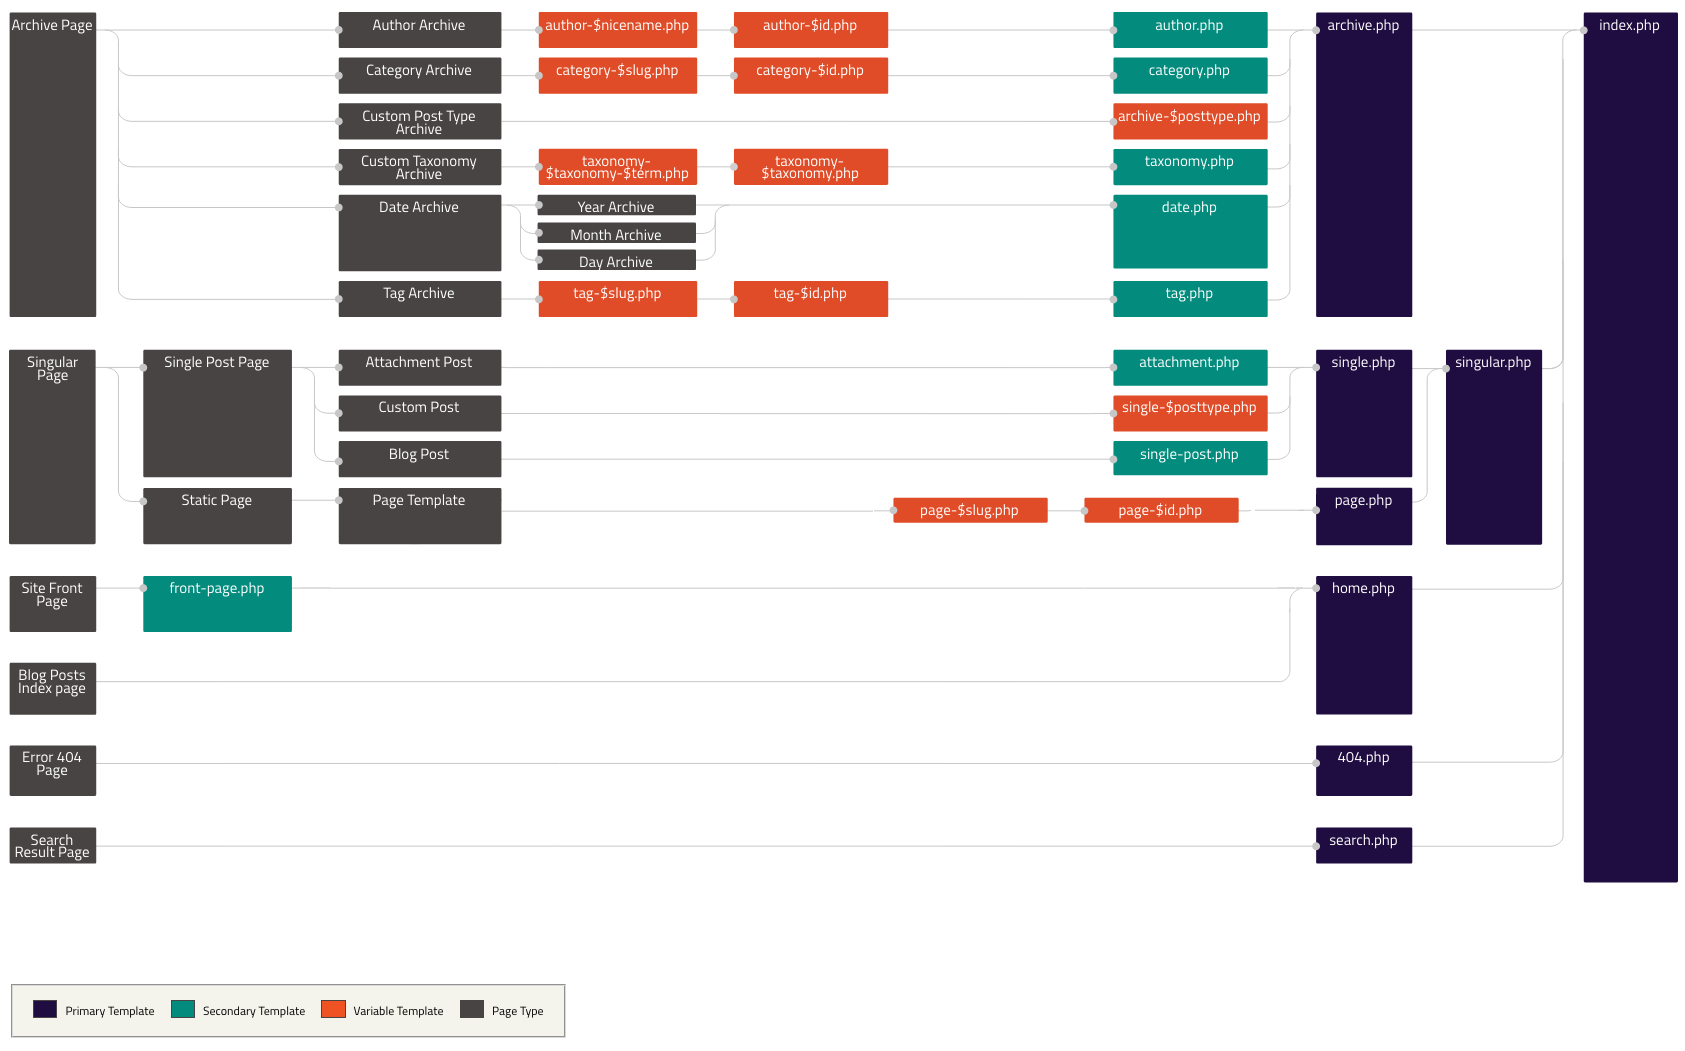 Archive Page
Author Archive
author-$nicename.php
author-$id.php
author.php
archive.php
index.php
Category Archive
category-$slug.php
category-$id.php
category.php
Custom Post Type
Archive
archive-$posttype.php
Custom Taxonomy
Archive
taxonomy-
$taxonomy-$term.php
taxonomy-
$taxonomy.php
taxonomy.php
Date Archive
Year Archive
Month Archive
Day Archive
date.php
Tag Archive
tag-$slug.php
tag-$id.php
tag.php
Singular
Page
Single Post Page
Attachment Post
attachment.php
single.php
singular.php
Custom Post
single-$posttype.php
Blog Post
single-post.php
Static Page
Page Template
page-$slug.php
page-$id.php
page.php
Site Front
Page
front-page.php
home.php
Blog Posts
Index page
Error 404
Page
404.php
Search
Result Page
search.php
Primary Template
Secondary Template
Variable Template
Page Type